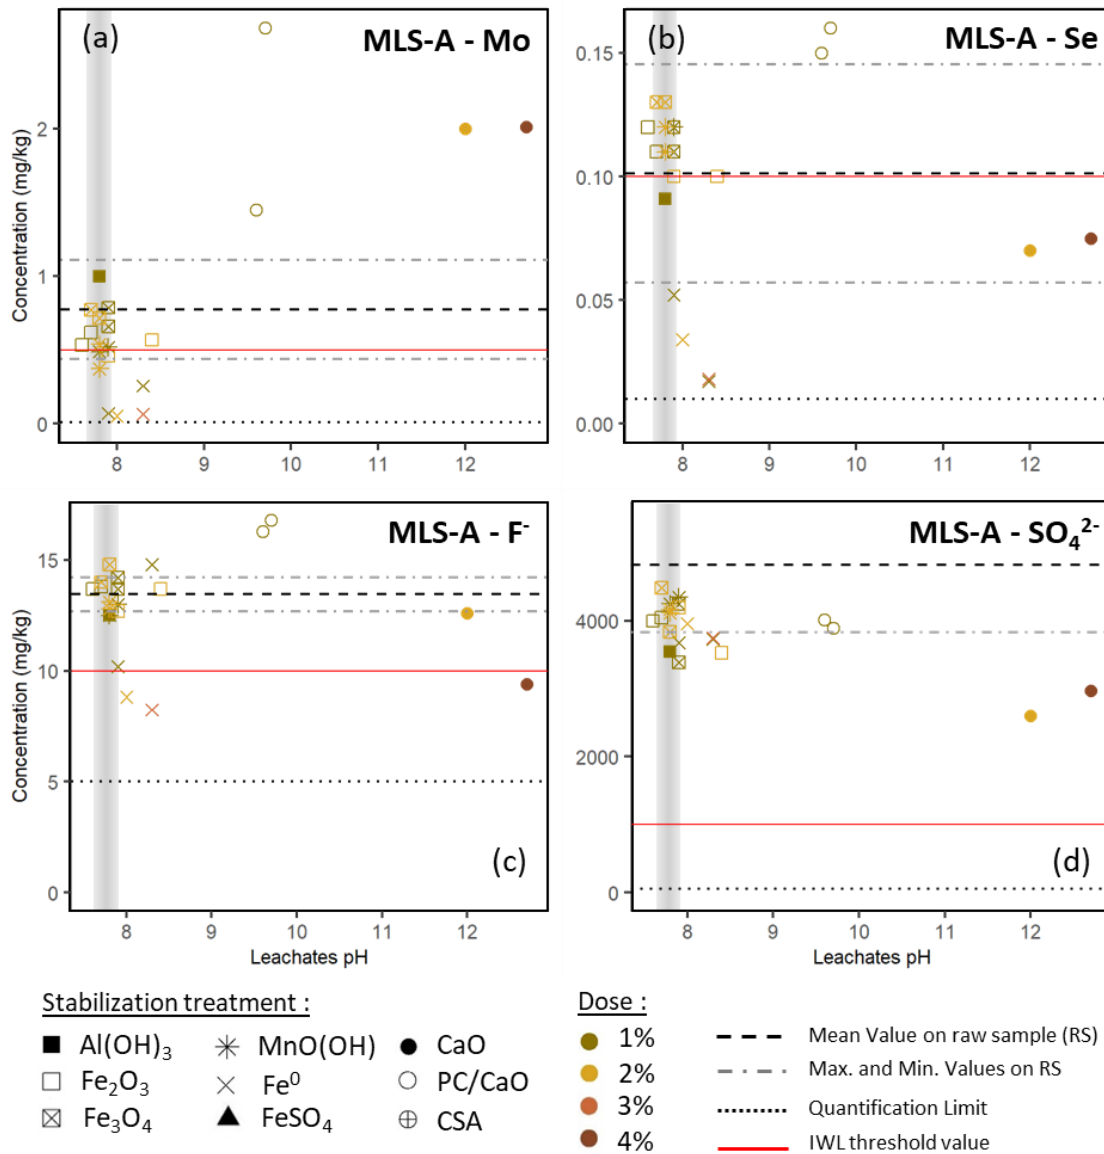 (a) MLS-A - Mo
Concentration (mg/kg)
2
1
0
8 9 10 11 12
(b) MLS-A - Se
0.15
0.10
0.05
0.00
8 9 10 11 12
MLS-A - F⁻
Concentration (mg/kg)
15
10
5
0
(c)
8 9 10 11 12
Leachates pH
MLS-A - SO₄²⁻
4000
2000
0
(d)
8 9 10 11 12
Leachates pH
Stabilization treatment :
Al(OH)₃ MnO(OH) CaO
Fe₂O₃ Fe⁰ PC/CaO
Fe₃O₄ FeSO₄ CSA
Dose :
1%
2%
3%
4%
Mean Value on raw sample (RS)
Max. and Min. Values on RS
Quantification Limit
IWL threshold value